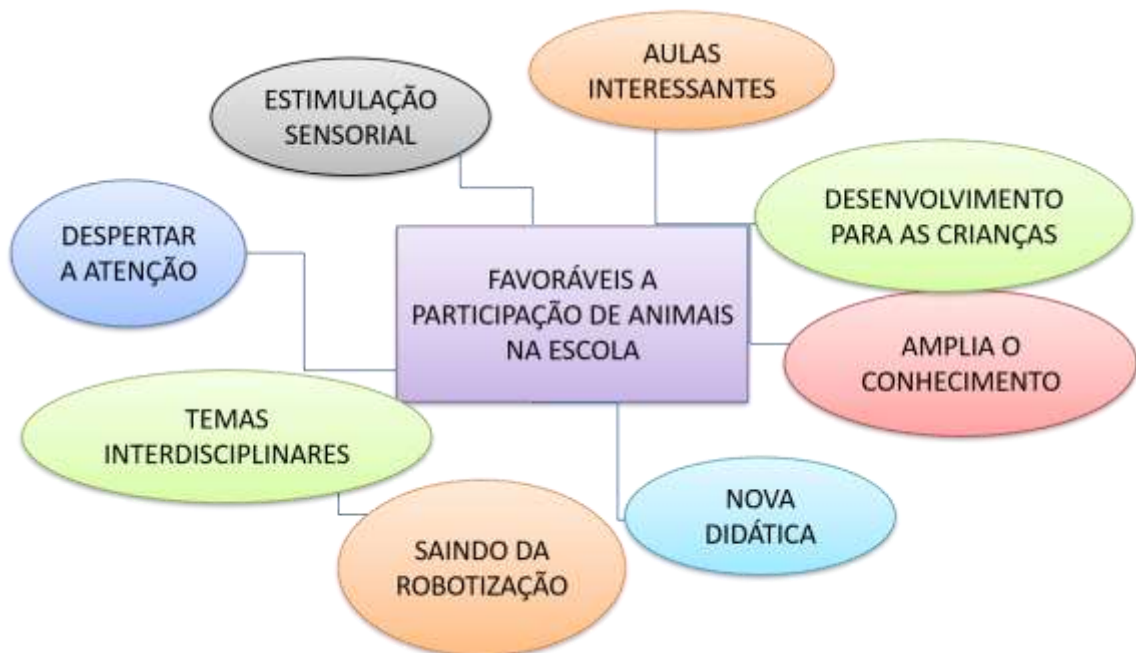 AULAS
INTERESSANTES
ESTIMULAÇÃO
SENSORIAL
DESENVOLVIMENTO
PARA AS CRIANÇAS
DESPERTAR
A ATENÇÃO
FAVORÁVEIS A
PARTICIPAÇÃO DE ANIMAIS
NA ESCOLA
AMPLIA O
CONHECIMENTO
TEMAS
INTERDISCIPLINARES
NOVA
DIDÁTICA
SAINDO DA
ROBOTIZAÇÃO